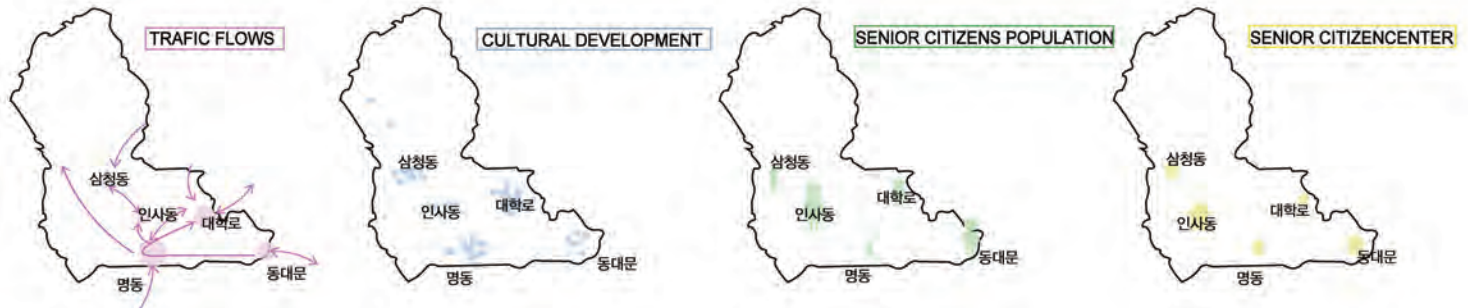 TRAFIC FLOWS
삼청동
인사동
대학로
명동
동대문
CULTURAL DEVELOPMENT
삼청동
인사동
대학로
명동
동대문
SENIOR CITIZENS POPULATION
삼청동
인사동
대학로
명동
동대문
SENIOR CITIZENCENTER
삼청동
인사동
대학로
명동
동대문